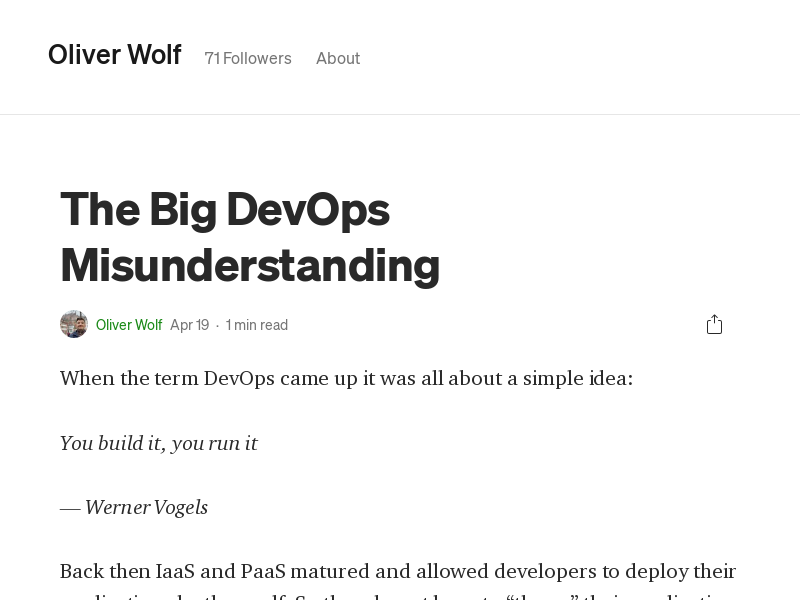 Oliver Wolf
71 Followers
About
The Big DevOps
Misunderstanding
Oliver Wolf Apr 19 · 1 min read
When the term DevOps came up it was all about a simple idea:
You build it, you run it
— Werner Vogels
Back then IaaS and PaaS matured and allowed developers to deploy their